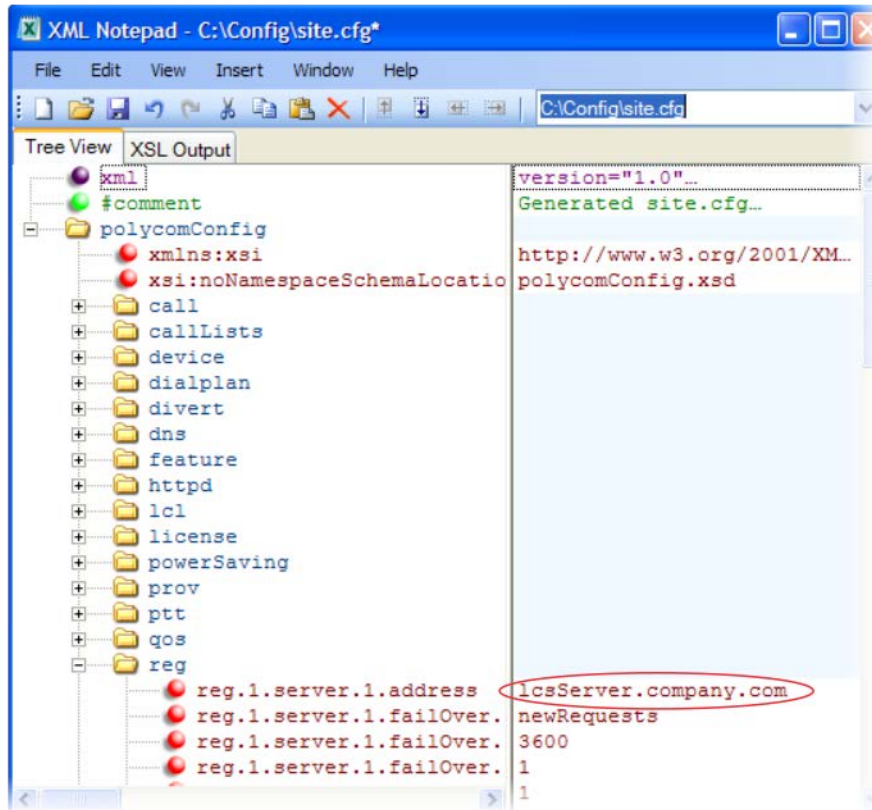 XML Notepad - C:\Config\site.cfg*
File Edit View Insert Window Help
C:\Config\site.cfg
Tree View XSL Output
xml version="1.0"…
#comment Generated site.cfg…
polycomConfig
xmlns:xsi http://www.w3.org/2001/XM…
xsi:noNamespaceSchemaLocatio polycomConfig.xsd
call
callLists
device
dialplan
divert
dns
feature
httpd
lcl
license
powerSaving
prov
ptt
qos
reg
reg.1.server.1.address lcsServer.company.com
reg.1.server.1.failOver. newRequests
reg.1.server.1.failOver. 3600
reg.1.server.1.failOver. 1
1